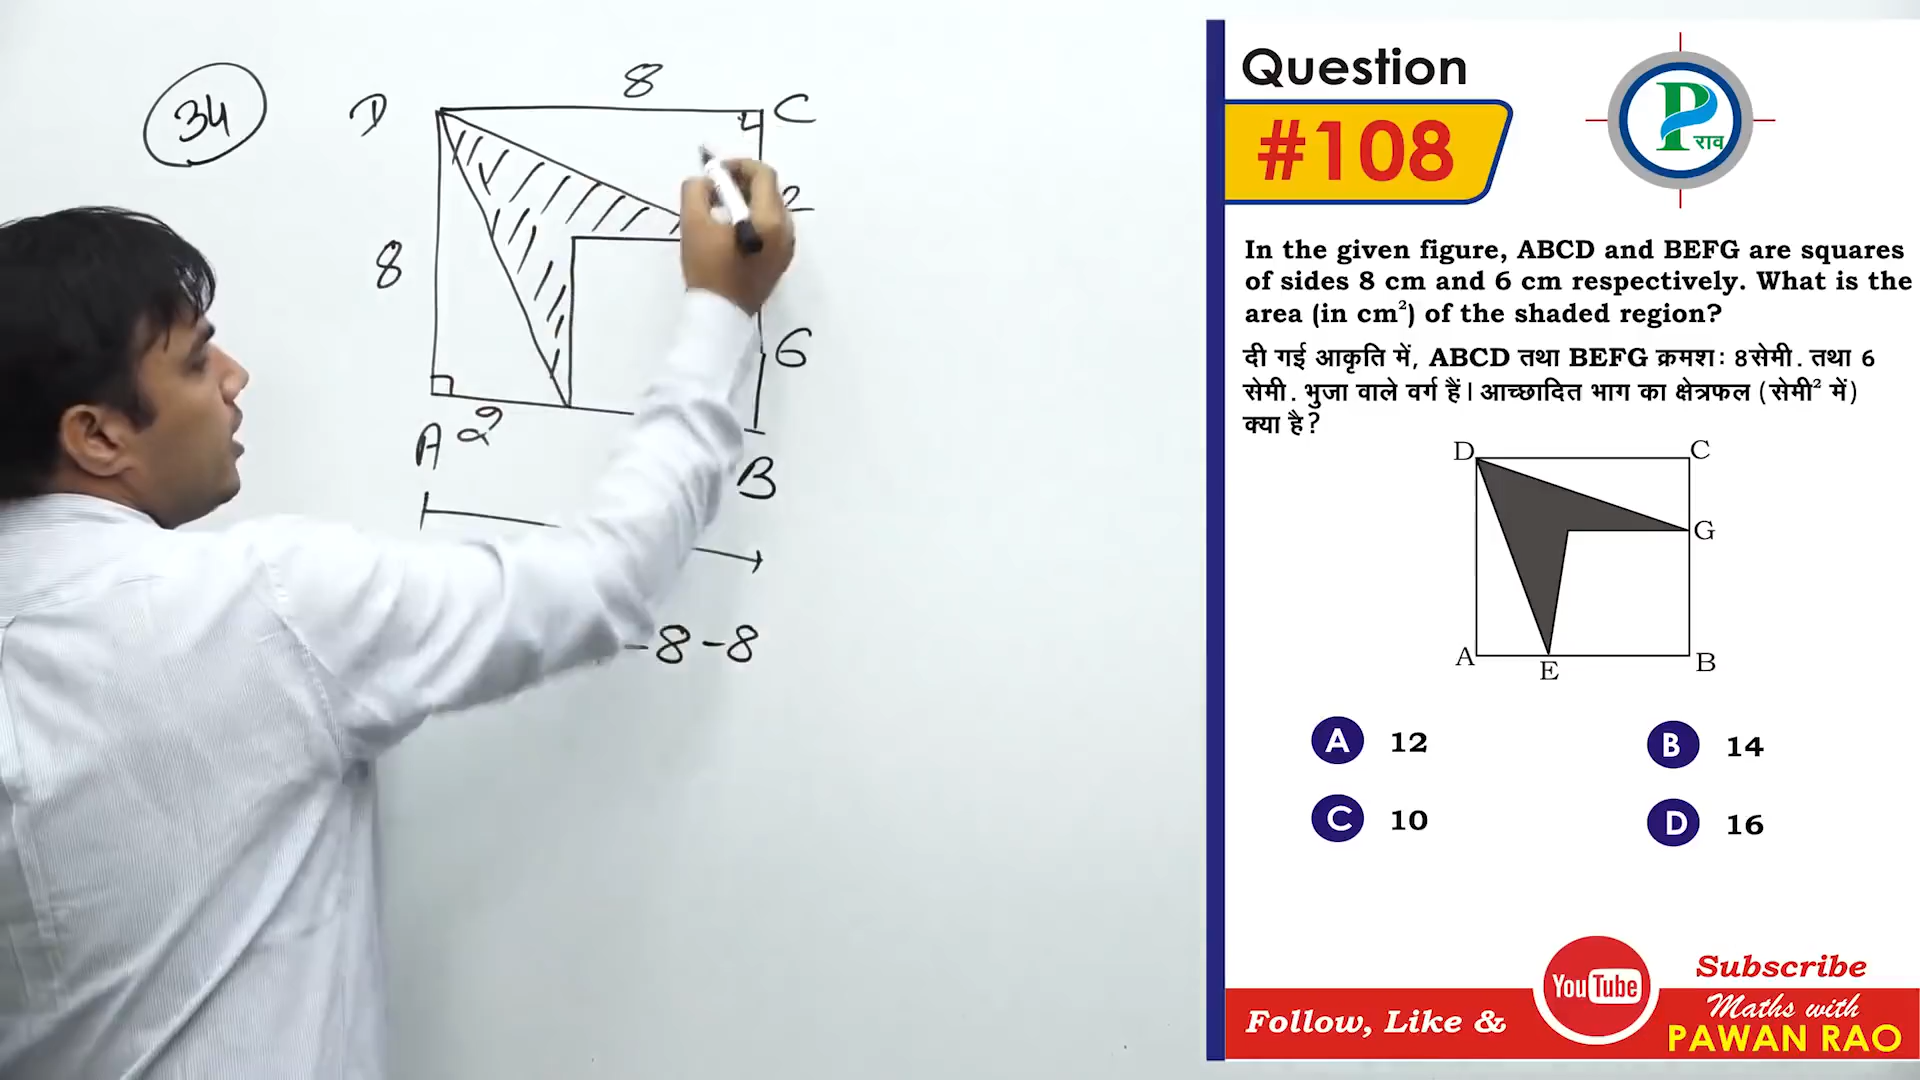 34
D
8
C
2
8
6
A
2
B
-8-8
Question
#108
P
राव
In the given figure, ABCD and BEFG are squares
of sides 8 cm and 6 cm respectively. What is the
area (in cm²) of the shaded region?
दी गई आकृति में, ABCD तथा BEFG क्रमशः 8सेमी. तथा 6
सेमी. भुजा वाले वर्ग हैं। आच्छादित भाग का क्षेत्रफल (सेमी² में)
क्या है?
D
C
G
A
E
B
A 12
B 14
C 10
D 16
Follow, Like &
YouTube
Subscribe
Maths with
PAWAN RAO